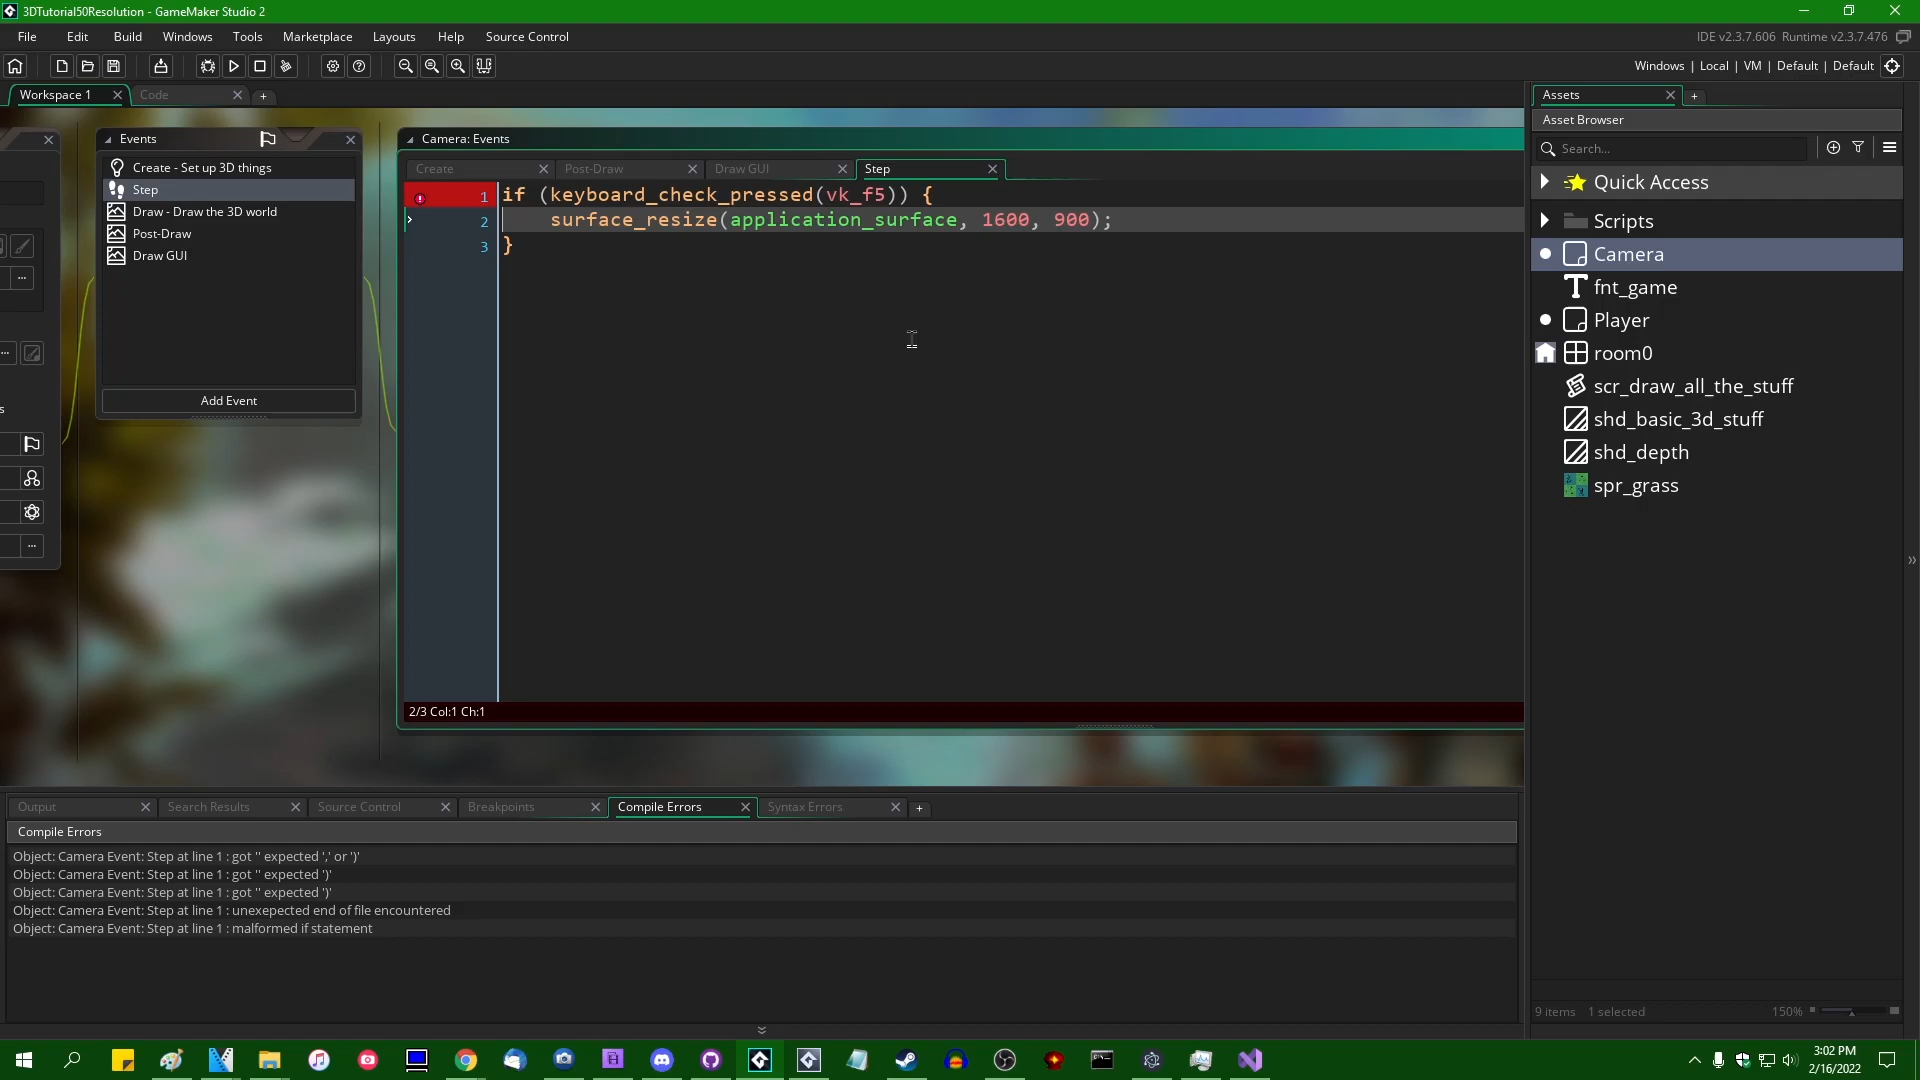 3DTutorial50Resolution - GameMaker Studio 2
File Edit Build Windows Tools Marketplace Layouts Help Source Control
IDE v2.3.7.606 Runtime v2.3.7.476
Windows | Local | VM | Default | Default
Workspace 1
Code
Events
Create - Set up 3D things
Step
Draw - Draw the 3D world
Post-Draw
Draw GUI
Add Event
s
Camera: Events
Create
Post-Draw
Draw GUI
Step
1 if (keyboard_check_pressed(vk_f5)) {
2 surface_resize(application_surface, 1600, 900);
3 }
2/3 Col:1 Ch:1
Assets
Asset Browser
Search...
Quick Access
Scripts
Camera
fnt_game
Player
room0
scr_draw_all_the_stuff
shd_basic_3d_stuff
shd_depth
spr_grass
9 items 1 selected
150%
Output
Search Results
Source Control
Breakpoints
Compile Errors
Syntax Errors
Compile Errors
Object: Camera Event: Step at line 1 : got '' expected ',' or ')'
Object: Camera Event: Step at line 1 : got '' expected ')'
Object: Camera Event: Step at line 1 : got '' expected ')'
Object: Camera Event: Step at line 1 : unexepected end of file encountered
Object: Camera Event: Step at line 1 : malformed if statement
3:02 PM
2/16/2022